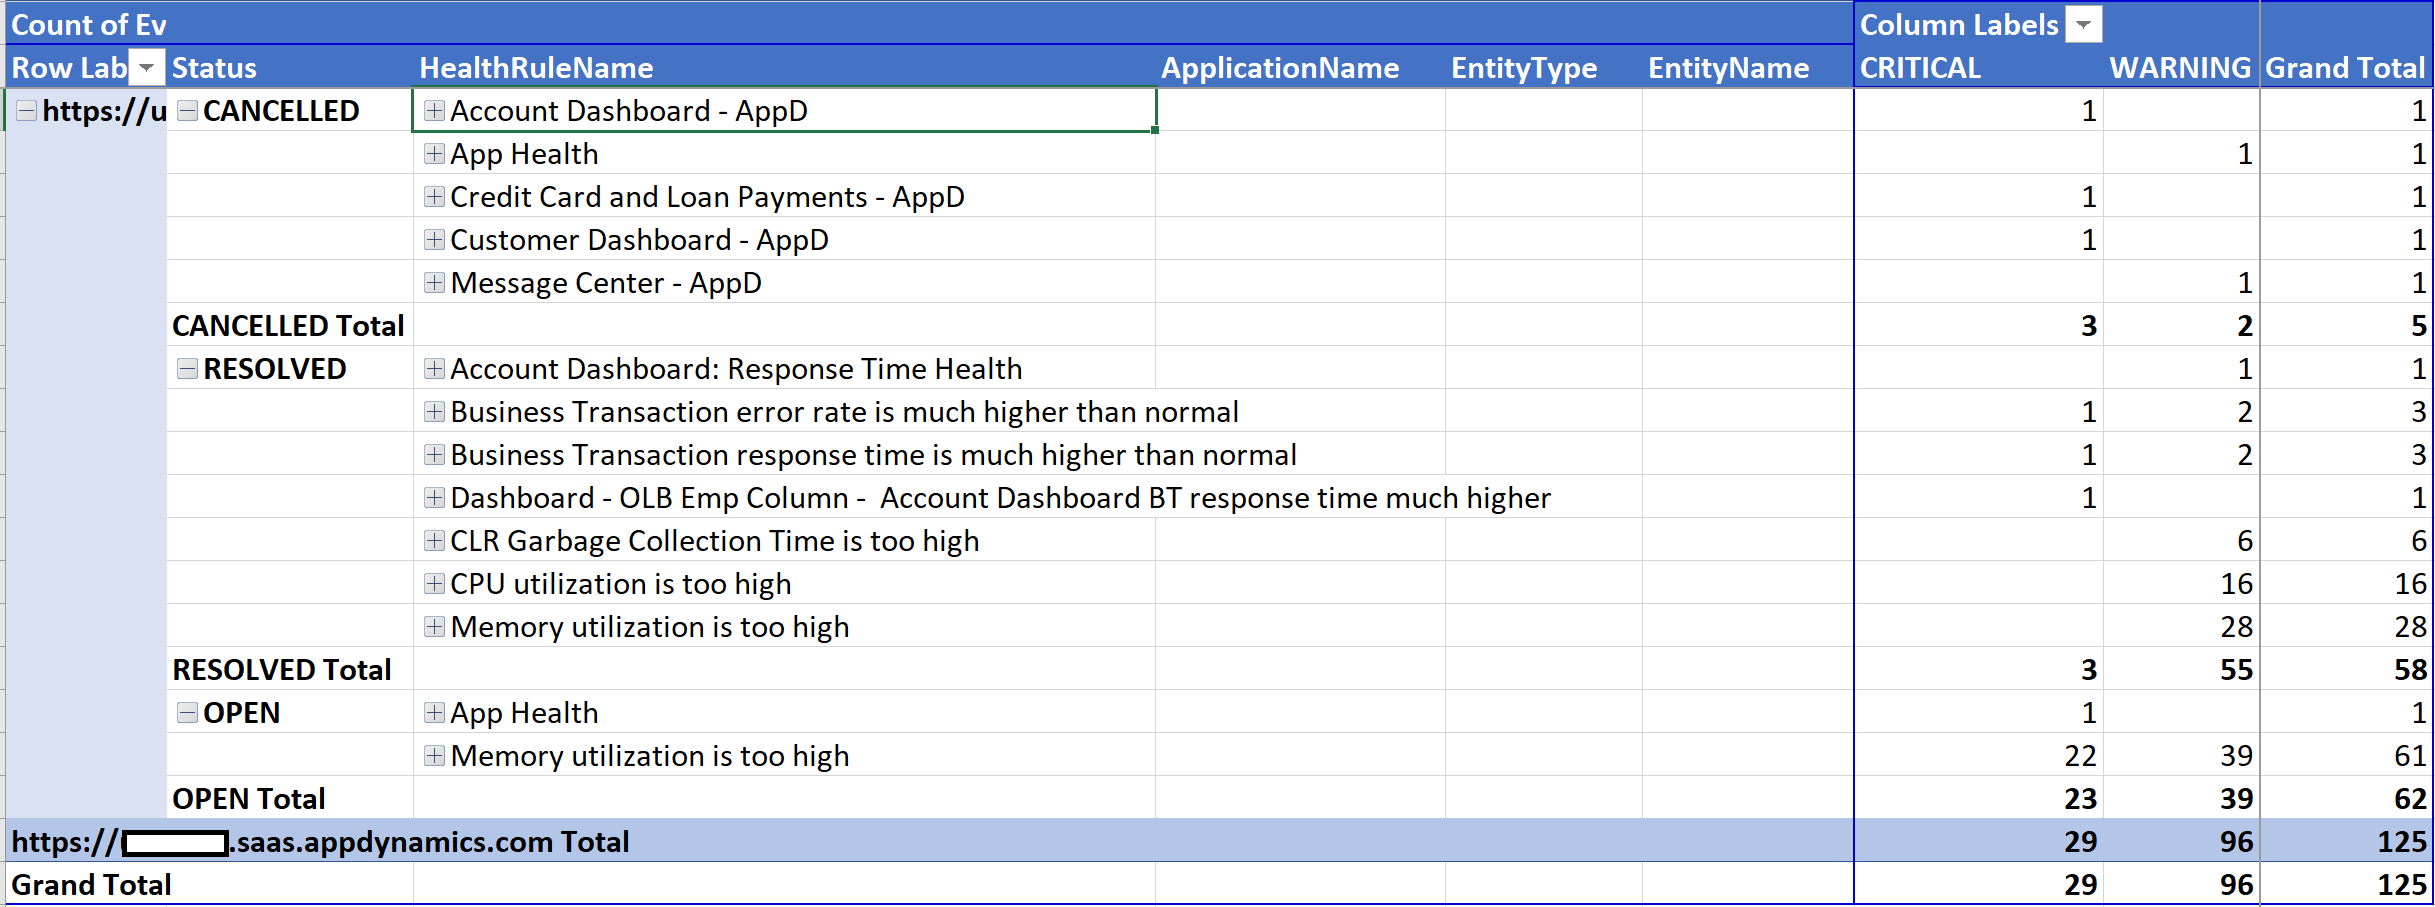 Count of Ev Column Labels
Row Lab Status HealthRuleName ApplicationName EntityType EntityName CRITICAL WARNING Grand Total
https://u CANCELLED Account Dashboard - AppD 1 1
App Health 1 1
Credit Card and Loan Payments - AppD 1 1
Customer Dashboard - AppD 1 1
Message Center - AppD 1 1
CANCELLED Total 3 2 5
RESOLVED Account Dashboard: Response Time Health 1 1
Business Transaction error rate is much higher than normal 1 2 3
Business Transaction response time is much higher than normal 1 2 3
Dashboard - OLB Emp Column -  Account Dashboard BT response time much higher 1 1
CLR Garbage Collection Time is too high 6 6
CPU utilization is too high 16 16
Memory utilization is too high 28 28
RESOLVED Total 3 55 58
OPEN App Health 1 1
Memory utilization is too high 22 39 61
OPEN Total 23 39 62
https:// .saas.appdynamics.com Total 29 96 125
Grand Total 29 96 125